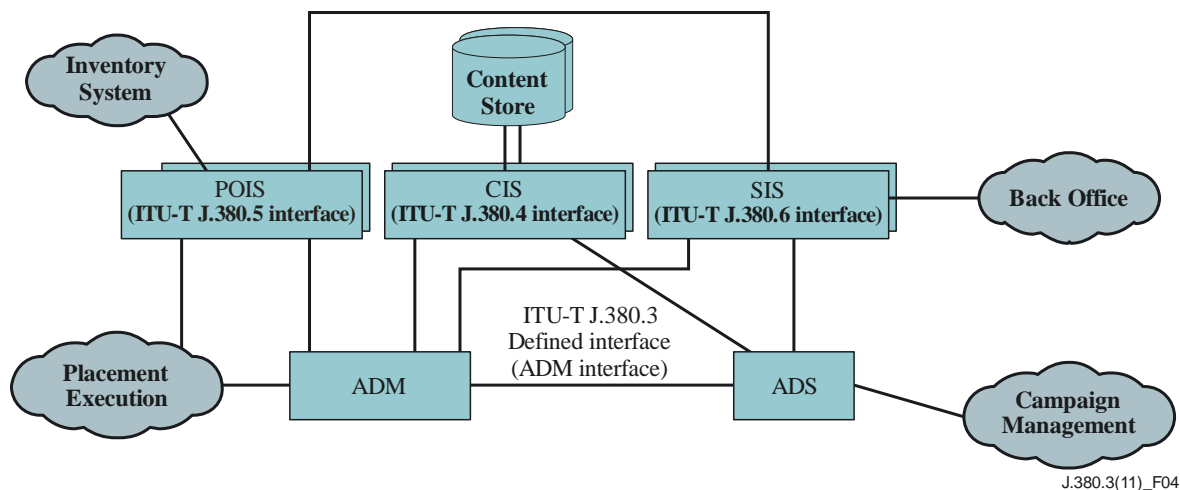 Inventory
System
Content
Store
POIS
(ITU-T J.380.5 interface)
CIS
(ITU-T J.380.4 interface)
SIS
(ITU-T J.380.6 interface)
Back Office
ITU-T J.380.3
Defined interface
(ADM interface)
Placement
Execution
ADM
ADS
Campaign
Management
J.380.3(11)_F04